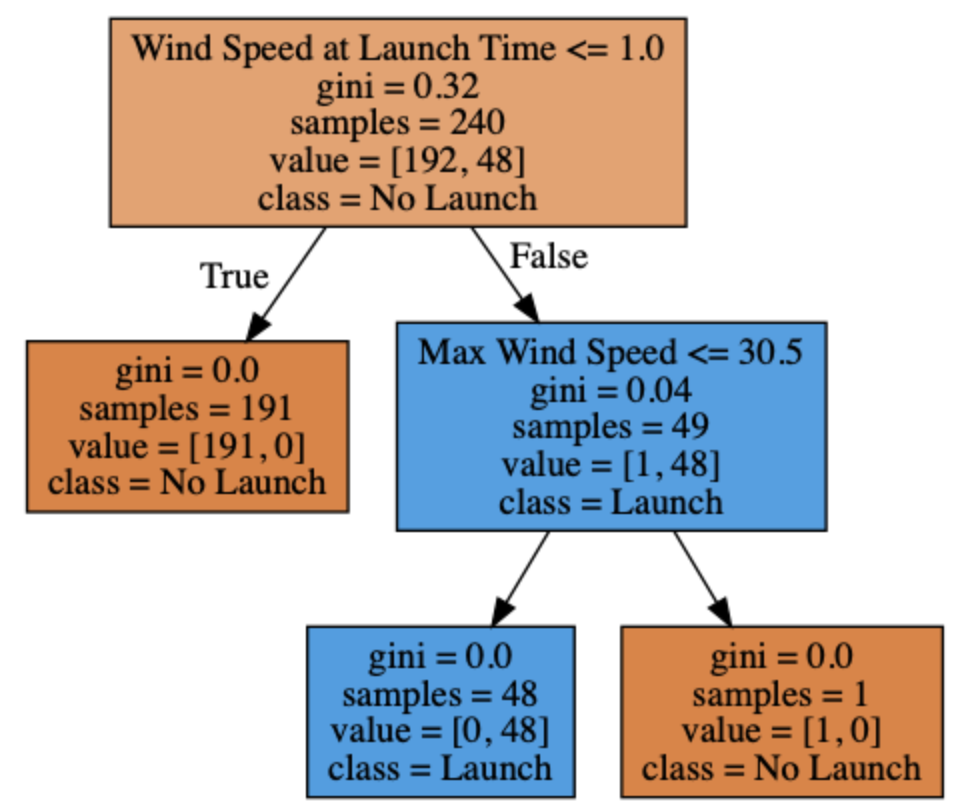 Wind Speed at Launch Time <= 1.0
gini = 0.32
samples = 240
value = [192, 48]
class = No Launch
True
False
gini = 0.0
samples = 191
value = [191, 0]
class = No Launch
Max Wind Speed <= 30.5
gini = 0.04
samples = 49
value = [1, 48]
class = Launch
gini = 0.0
samples = 48
value = [0, 48]
class = Launch
gini = 0.0
samples = 1
value = [1, 0]
class = No Launch